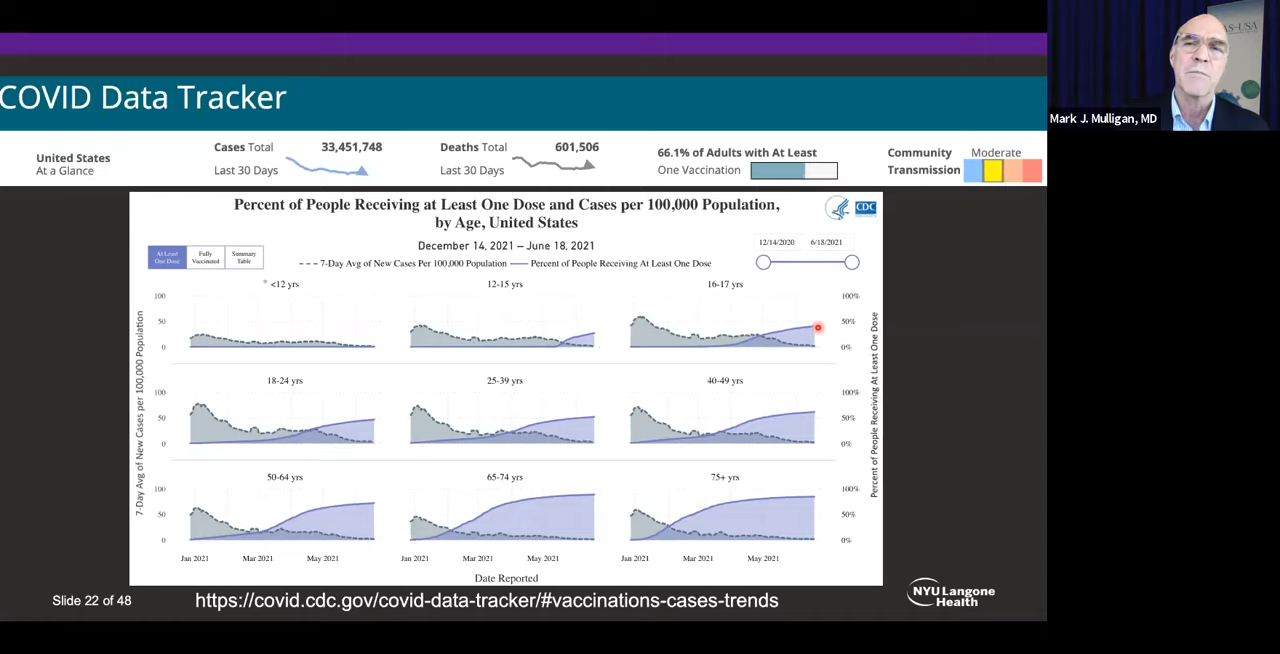 AS-USA
Mark J. Mulligan, MD
COVID Data Tracker
United States
At a Glance
Cases Total 33,451,748
Last 30 Days
Deaths Total 601,506
Last 30 Days
66.1% of Adults with At Least
One Vaccination
Community Moderate
Transmission
Percent of People Receiving at Least One Dose and Cases per 100,000 Population,
by Age, United States
CDC
December 14, 2021 – June 18, 2021
12/14/2020 6/18/2021
At Least
One Dose
Fully
Vaccinated
Summary
Table
7-Day Avg of New Cases Per 100,000 Population
Percent of People Receiving At Least One Dose
7-Day Avg of New Cases per 100,000 Population
Percent of People Receiving At Least One Dose
* <12 yrs 12-15 yrs 16-17 yrs
100 100%
50 50%
0 0%
18-24 yrs 25-39 yrs 40-49 yrs
100 100%
50 50%
0 0%
50-64 yrs 65-74 yrs 75+ yrs
100 100%
50 50%
0 0%
Jan 2021 Mar 2021 May 2021 Jan 2021 Mar 2021 May 2021 Jan 2021 Mar 2021 May 2021
Date Reported
Slide 22 of 48
https://covid.cdc.gov/covid-data-tracker/#vaccinations-cases-trends
NYU Langone
Health